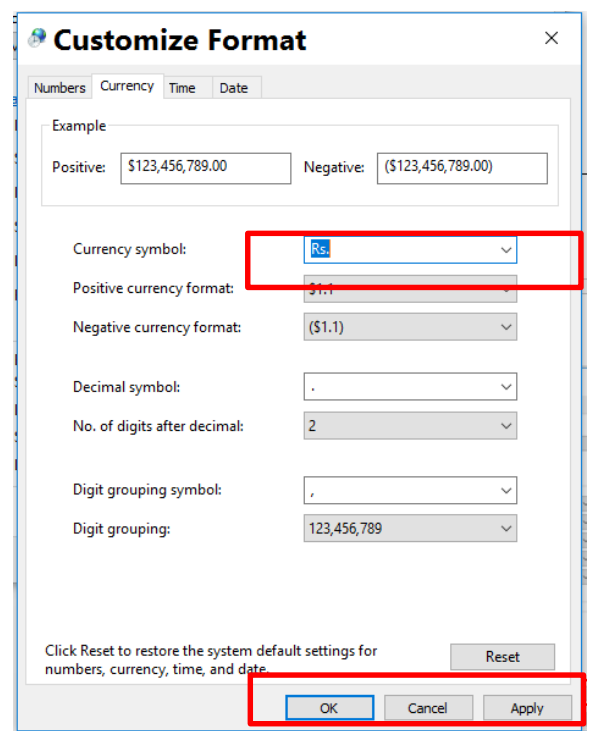 Customize Format
Numbers Currency Time Date
Example
Positive: $123,456,789.00 Negative: ($123,456,789.00)
Currency symbol: Rs.
Positive currency format: $1.1
Negative currency format: ($1.1)
Decimal symbol: .
No. of digits after decimal: 2
Digit grouping symbol: ,
Digit grouping: 123,456,789
Click Reset to restore the system default settings for
numbers, currency, time, and date.
Reset
OK Cancel Apply